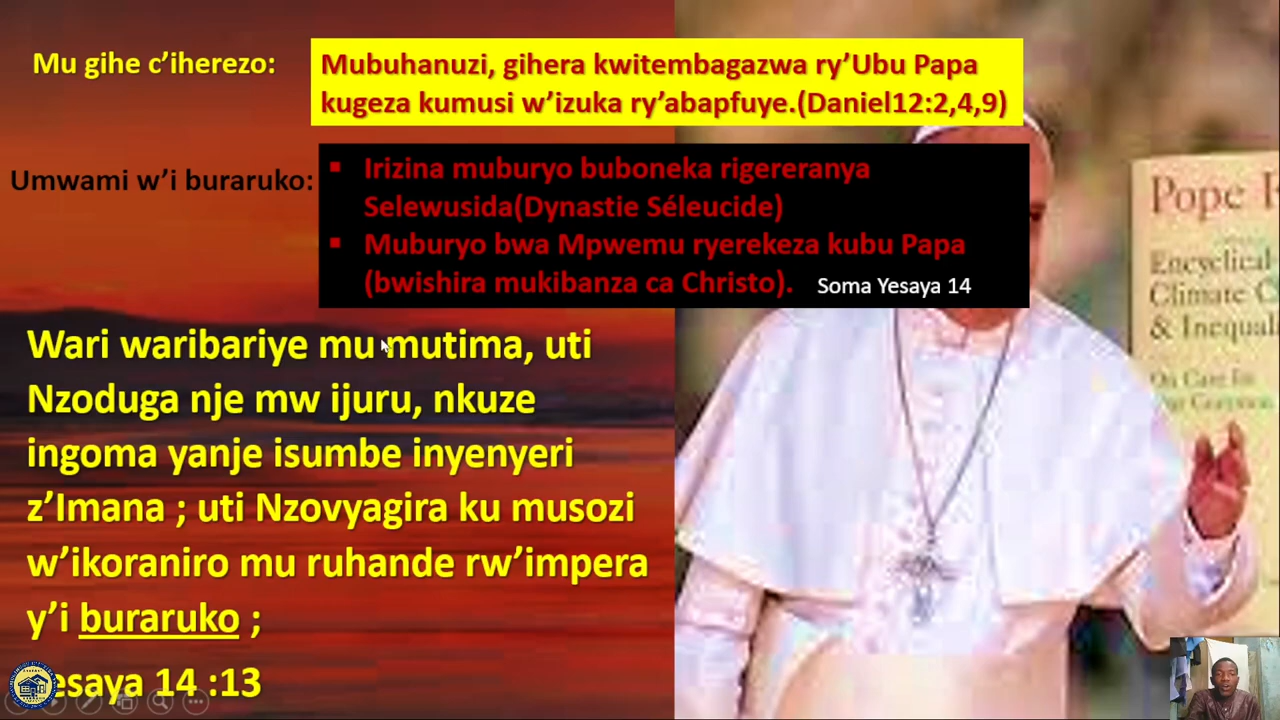 Mu gihe c’iherezo:
Mubuhanuzi, gihera kwitembagazwa ry’Ubu Papa
kugeza kumusi w’izuka ry’abapfuye.(Daniel12:2,4,9)
Umwami w’i buraruko:
▪ Irizina muburyo buboneka rigereranya
Selewusida(Dynastie Séleucide)
▪ Muburyo bwa Mpwemu ryerekeza kubu Papa
(bwishira mukibanza ca Christo).
Soma Yesaya 14
Wari waribariye mu mutima, uti
Nzoduga nje mw ijuru, nkuze
ingoma yanje isumbe inyenyeri
z’Imana ; uti Nzovyagira ku musozi
w’ikoraniro mu ruhande rw’impera
y’i buraruko ;
esaya 14 :13
Pope
Encyclical
Climate C
& Inequal